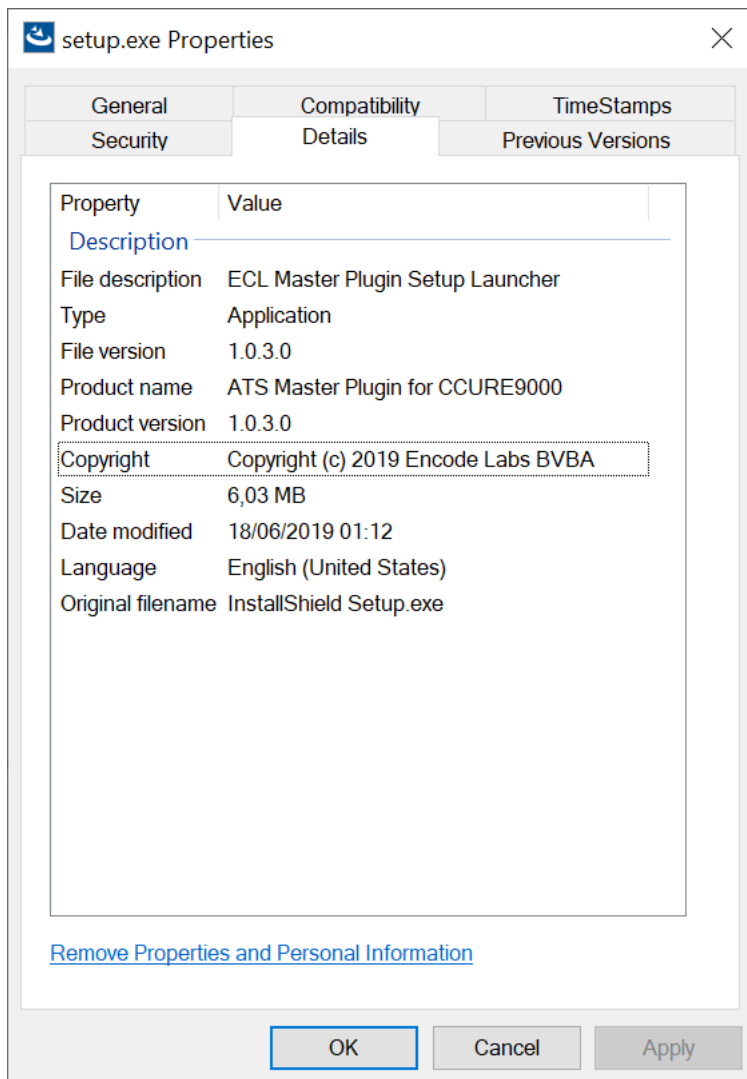 setup.exe Properties
General Compatibility TimeStamps
Security Details Previous Versions
Property Value
Description
File description ECL Master Plugin Setup Launcher
Type Application
File version 1.0.3.0
Product name ATS Master Plugin for CCURE9000
Product version 1.0.3.0
Copyright Copyright (c) 2019 Encode Labs BVBA
Size 6,03 MB
Date modified 18/06/2019 01:12
Language English (United States)
Original filename InstallShield Setup.exe
Remove Properties and Personal Information
OK Cancel Apply